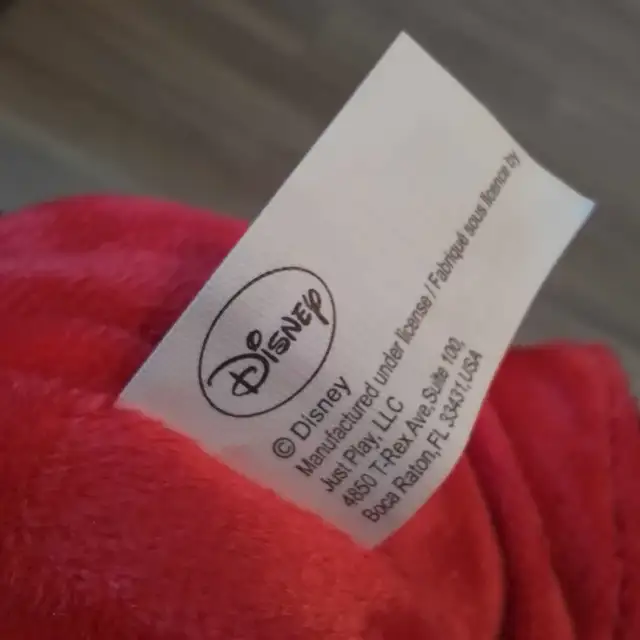 Disney
© Disney
Manufactured under license / Fabriqué sous licence by
Just Play, LLC
4850 T-Rex Ave, Suite 100,
Boca Raton, FL, 33431, USA